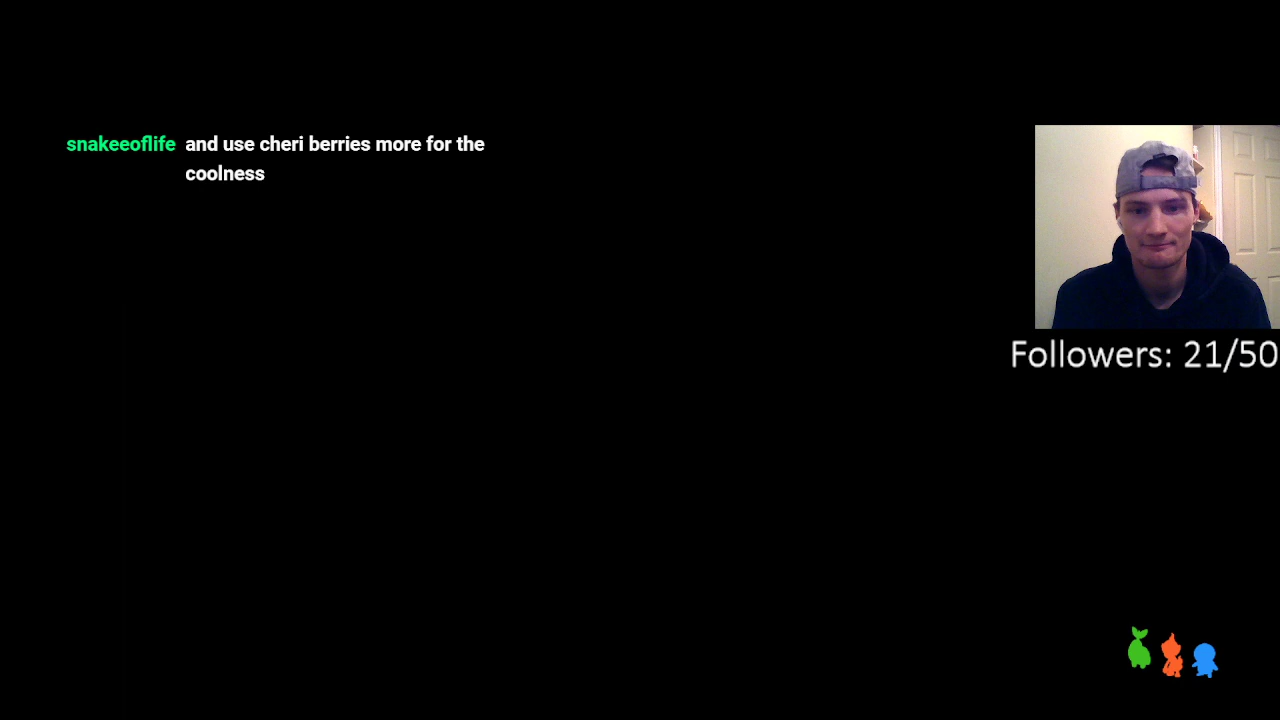 snakeeoflife and use cheri berries more for the
coolness
Followers: 21/50